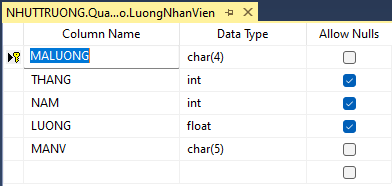 NHUTTRUONG.Qua...o.LuongNhanVien
Column Name Data Type Allow Nulls
MALUONG char(4)
THANG int
NAM int
LUONG float
MANV char(5)